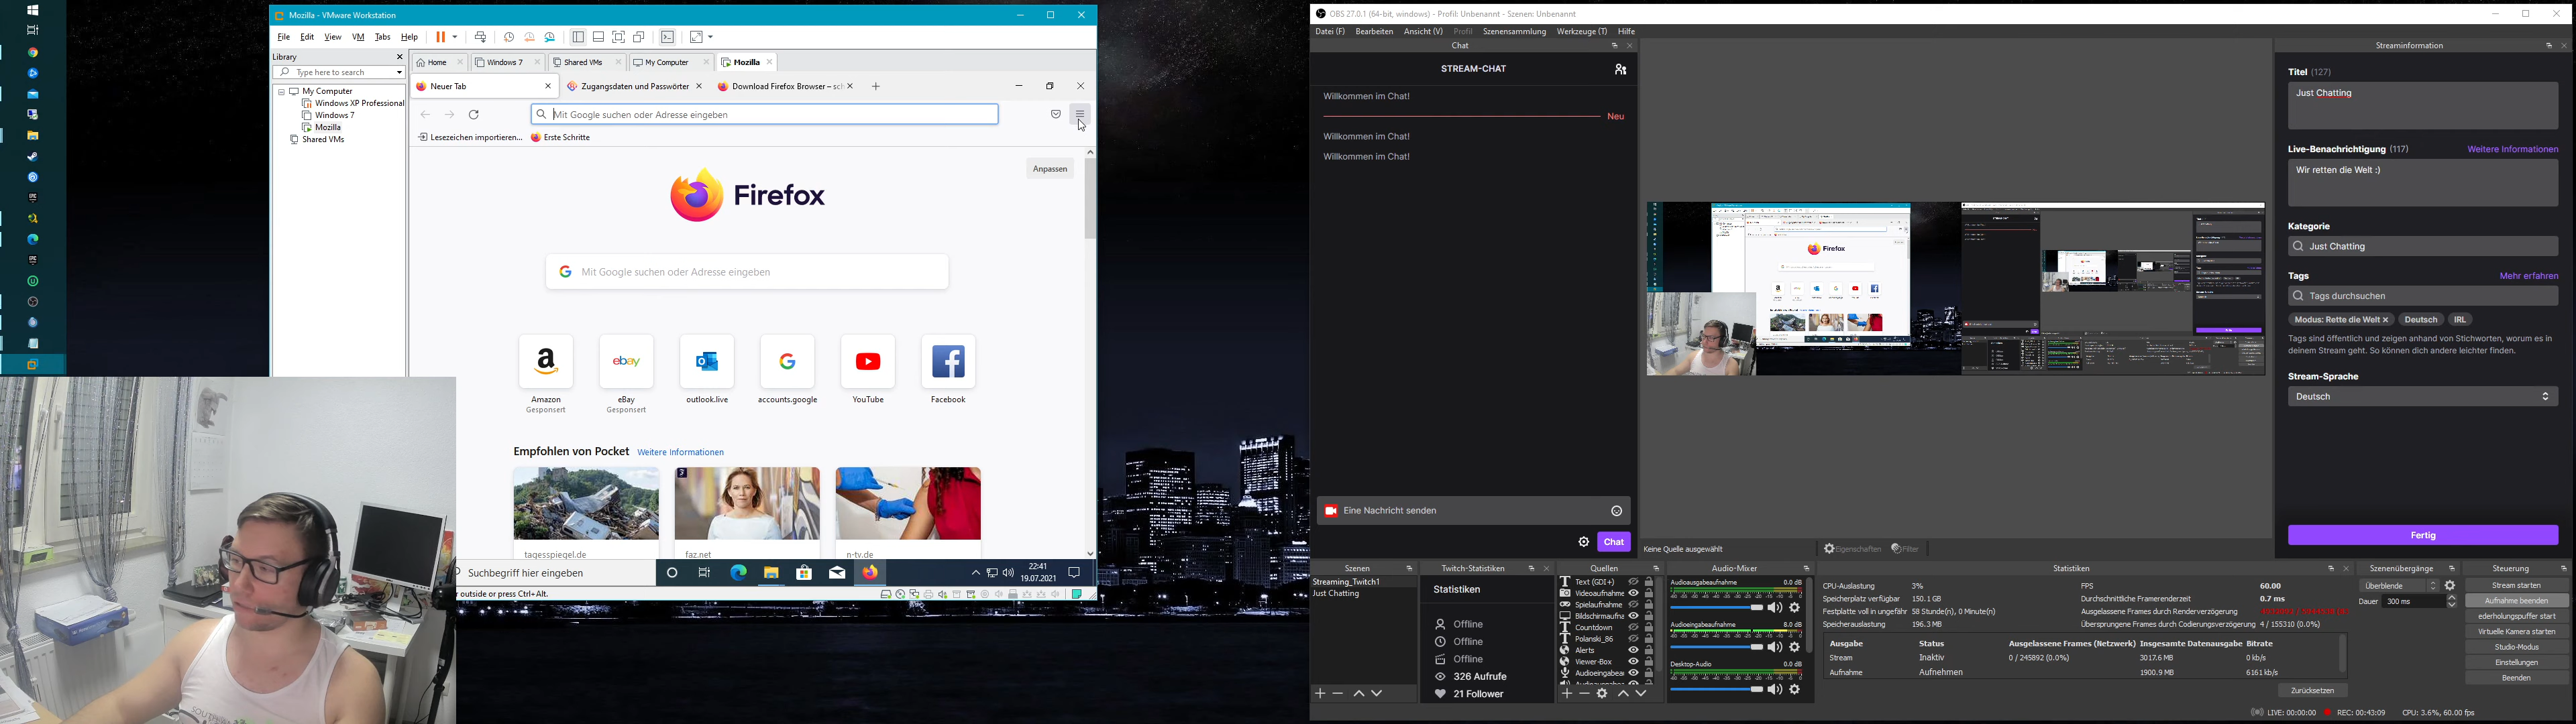 Mozilla - VMware Workstation
File Edit View VM Tabs Help
Library
Type here to search
My Computer
Windows XP Professional
Windows 7
Mozilla
Shared VMs
Home Windows 7 Shared VMs My Computer Mozilla
Neuer Tab Zugangsdaten und Passwörter Download Firefox Browser – sch
Mit Google suchen oder Adresse eingeben
Lesezeichen importieren... Erste Schritte
Anpassen
Firefox
Mit Google suchen oder Adresse eingeben
Amazon eBay outlook.live accounts.google YouTube Facebook
Gesponsert Gesponsert
Empfohlen von Pocket Weitere Informationen
tagesspiegel.de faz.net n-tv.de
Suchbegriff hier eingeben
22:41
19.07.2021
outside or press Ctrl+Alt.
OBS 27.0.1 (64-bit, windows) - Profil: Unbenannt - Szenen: Unbenannt
Datei (F) Bearbeiten Ansicht (V) Profil Szenensammlung Werkzeuge (T) Hilfe
Chat
STREAM-CHAT
Willkommen im Chat!
Neu
Willkommen im Chat!
Willkommen im Chat!
Eine Nachricht senden
Chat
Keine Quelle ausgewählt Eigenschaften Filter
Streaminformation
Titel (127)
Just Chatting
Live-Benachrichtigung (117) Weitere Informationen
Wir retten die Welt :)
Kategorie
Just Chatting
Tags Mehr erfahren
Tags durchsuchen
Modus: Rette die Welt Deutsch IRL
Tags sind öffentlich und zeigen anhand von Stichworten, worum es in
deinem Stream geht. So können dich andere leichter finden.
Stream-Sprache
Deutsch
Fertig
Szenen
Streaming_Twitch1
Just Chatting
Twitch-Statistiken
Statistiken
Offline
Offline
Offline
326 Aufrufe
21 Follower
Quellen
Text (GDI+)
Videoaufnahme
Spielaufnahme
Bildschirmaufna
Countdown
Polanski_86
Alerts
Viewer-Box
Audioeingabea
Audio-Mixer
Audioausgabeaufnahme 0.0 dB
Audioeingabeaufnahme 8.0 dB
Desktop-Audio 0.0 dB
Statistiken
CPU-Auslastung 3% FPS 60.00
Speicherplatz verfügbar 150.1 GB Durchschnittliche Framerenderzeit 0.7 ms
Festplatte voll in ungefähr 58 Stunde(n), 0 Minute(n) Ausgelassene Frames durch Renderverzögerung
Speicherauslastung 196.3 MB Übersprungene Frames durch Codierungsverzögerung 4 / 155310 (0.0%)
Ausgabe Status Ausgelassene Frames (Netzwerk) Insgesamte Datenausgabe Bitrate
Stream Inaktiv 0 / 245892 (0.0%) 3017.6 MB 0 kb/s
Aufnahme Aufnehmen 1900.9 MB 6161 kb/s
Zurücksetzen
Szenenübergänge
Überblende
Dauer 300 ms
Steuerung
Stream starten
Aufnahme beenden
ederholungspuffer start
Virtuelle Kamera starten
Studio-Modus
Einstellungen
Beenden
LIVE: 00:00:00 REC: 00:43:09 CPU: 3.6%, 60.00 fps